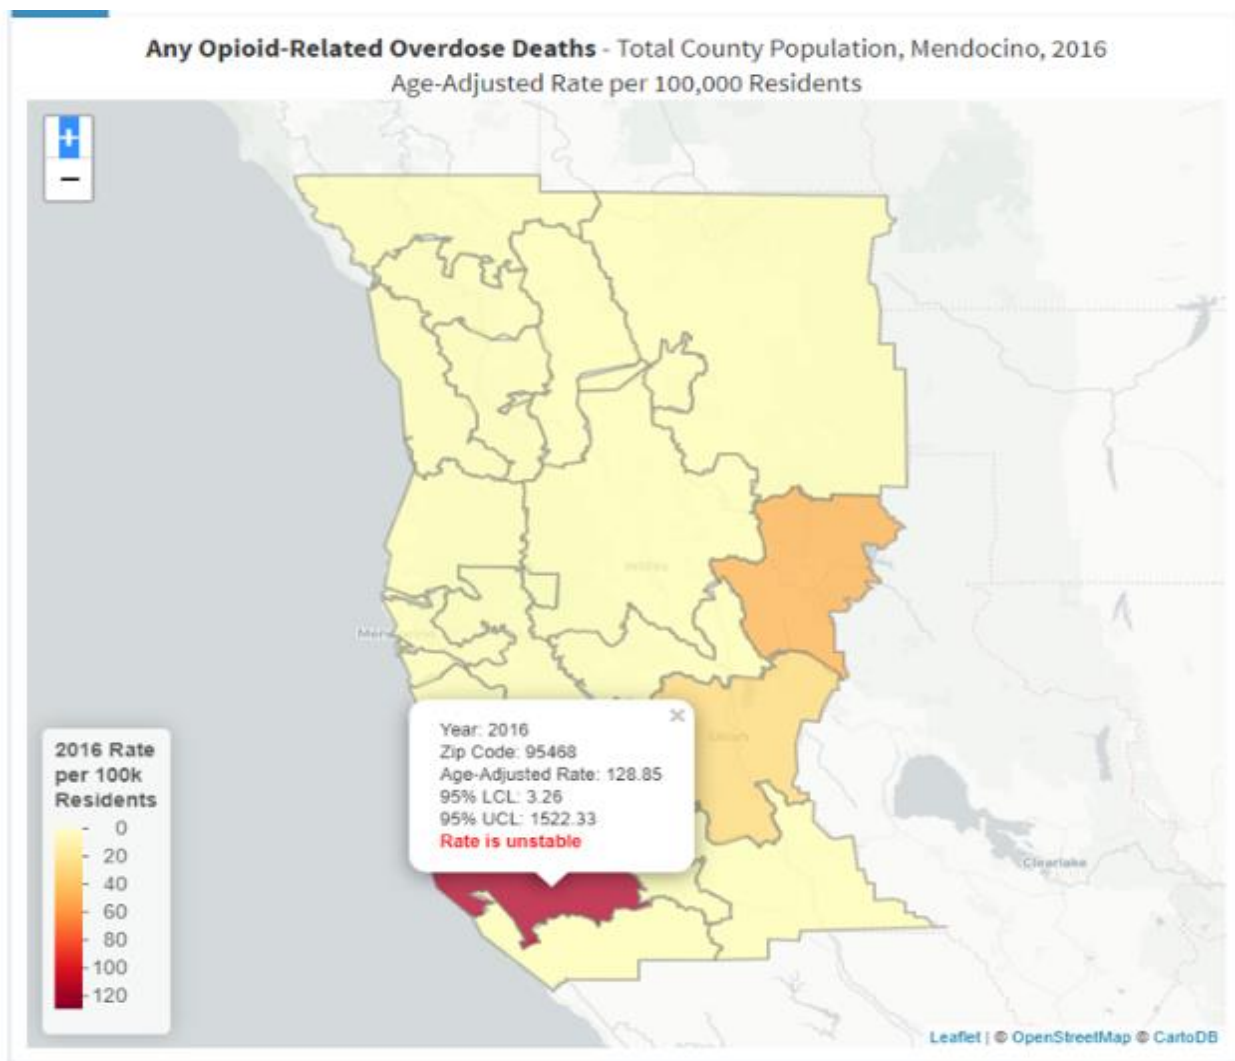 Any Opioid-Related Overdose Deaths - Total County Population, Mendocino, 2016
Age-Adjusted Rate per 100,000 Residents
+
−
Year: 2016
Zip Code: 95468
Age-Adjusted Rate: 128.85
95% LCL: 3.26
95% UCL: 1522.33
Rate is unstable
×
2016 Rate
per 100k
Residents
0
20
40
60
80
100
120
Clearlake
Leaflet | © OpenStreetMap © CartoDB